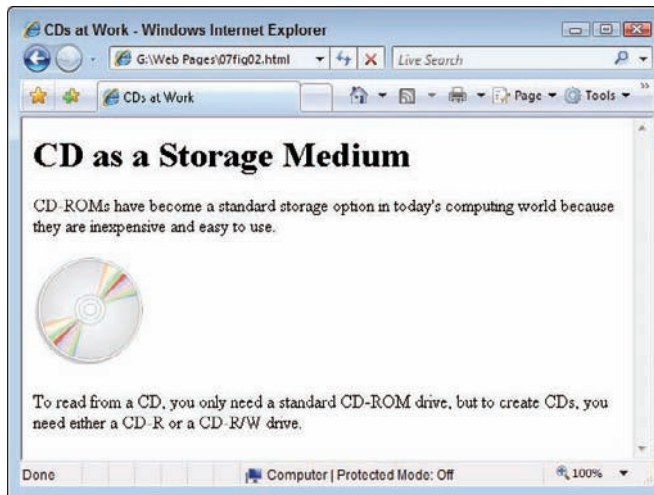 CDs at Work - Windows Internet Explorer
G:\Web Pages\07fig02.html
Live Search
CDs at Work
Page
Tools
CD as a Storage Medium
CD-ROMs have become a standard storage option in today's computing world because
they are inexpensive and easy to use.
To read from a CD, you only need a standard CD-ROM drive, but to create CDs, you
need either a CD-R or a CD-R/W drive.
Done
Computer | Protected Mode: Off
100%